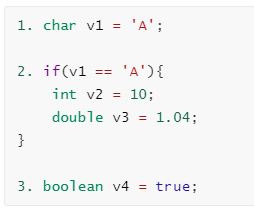 1. char v1 = 'A';
2. if(v1 == 'A'){
int v2 = 10;
double v3 = 1.04;
}
3. boolean v4 = true;